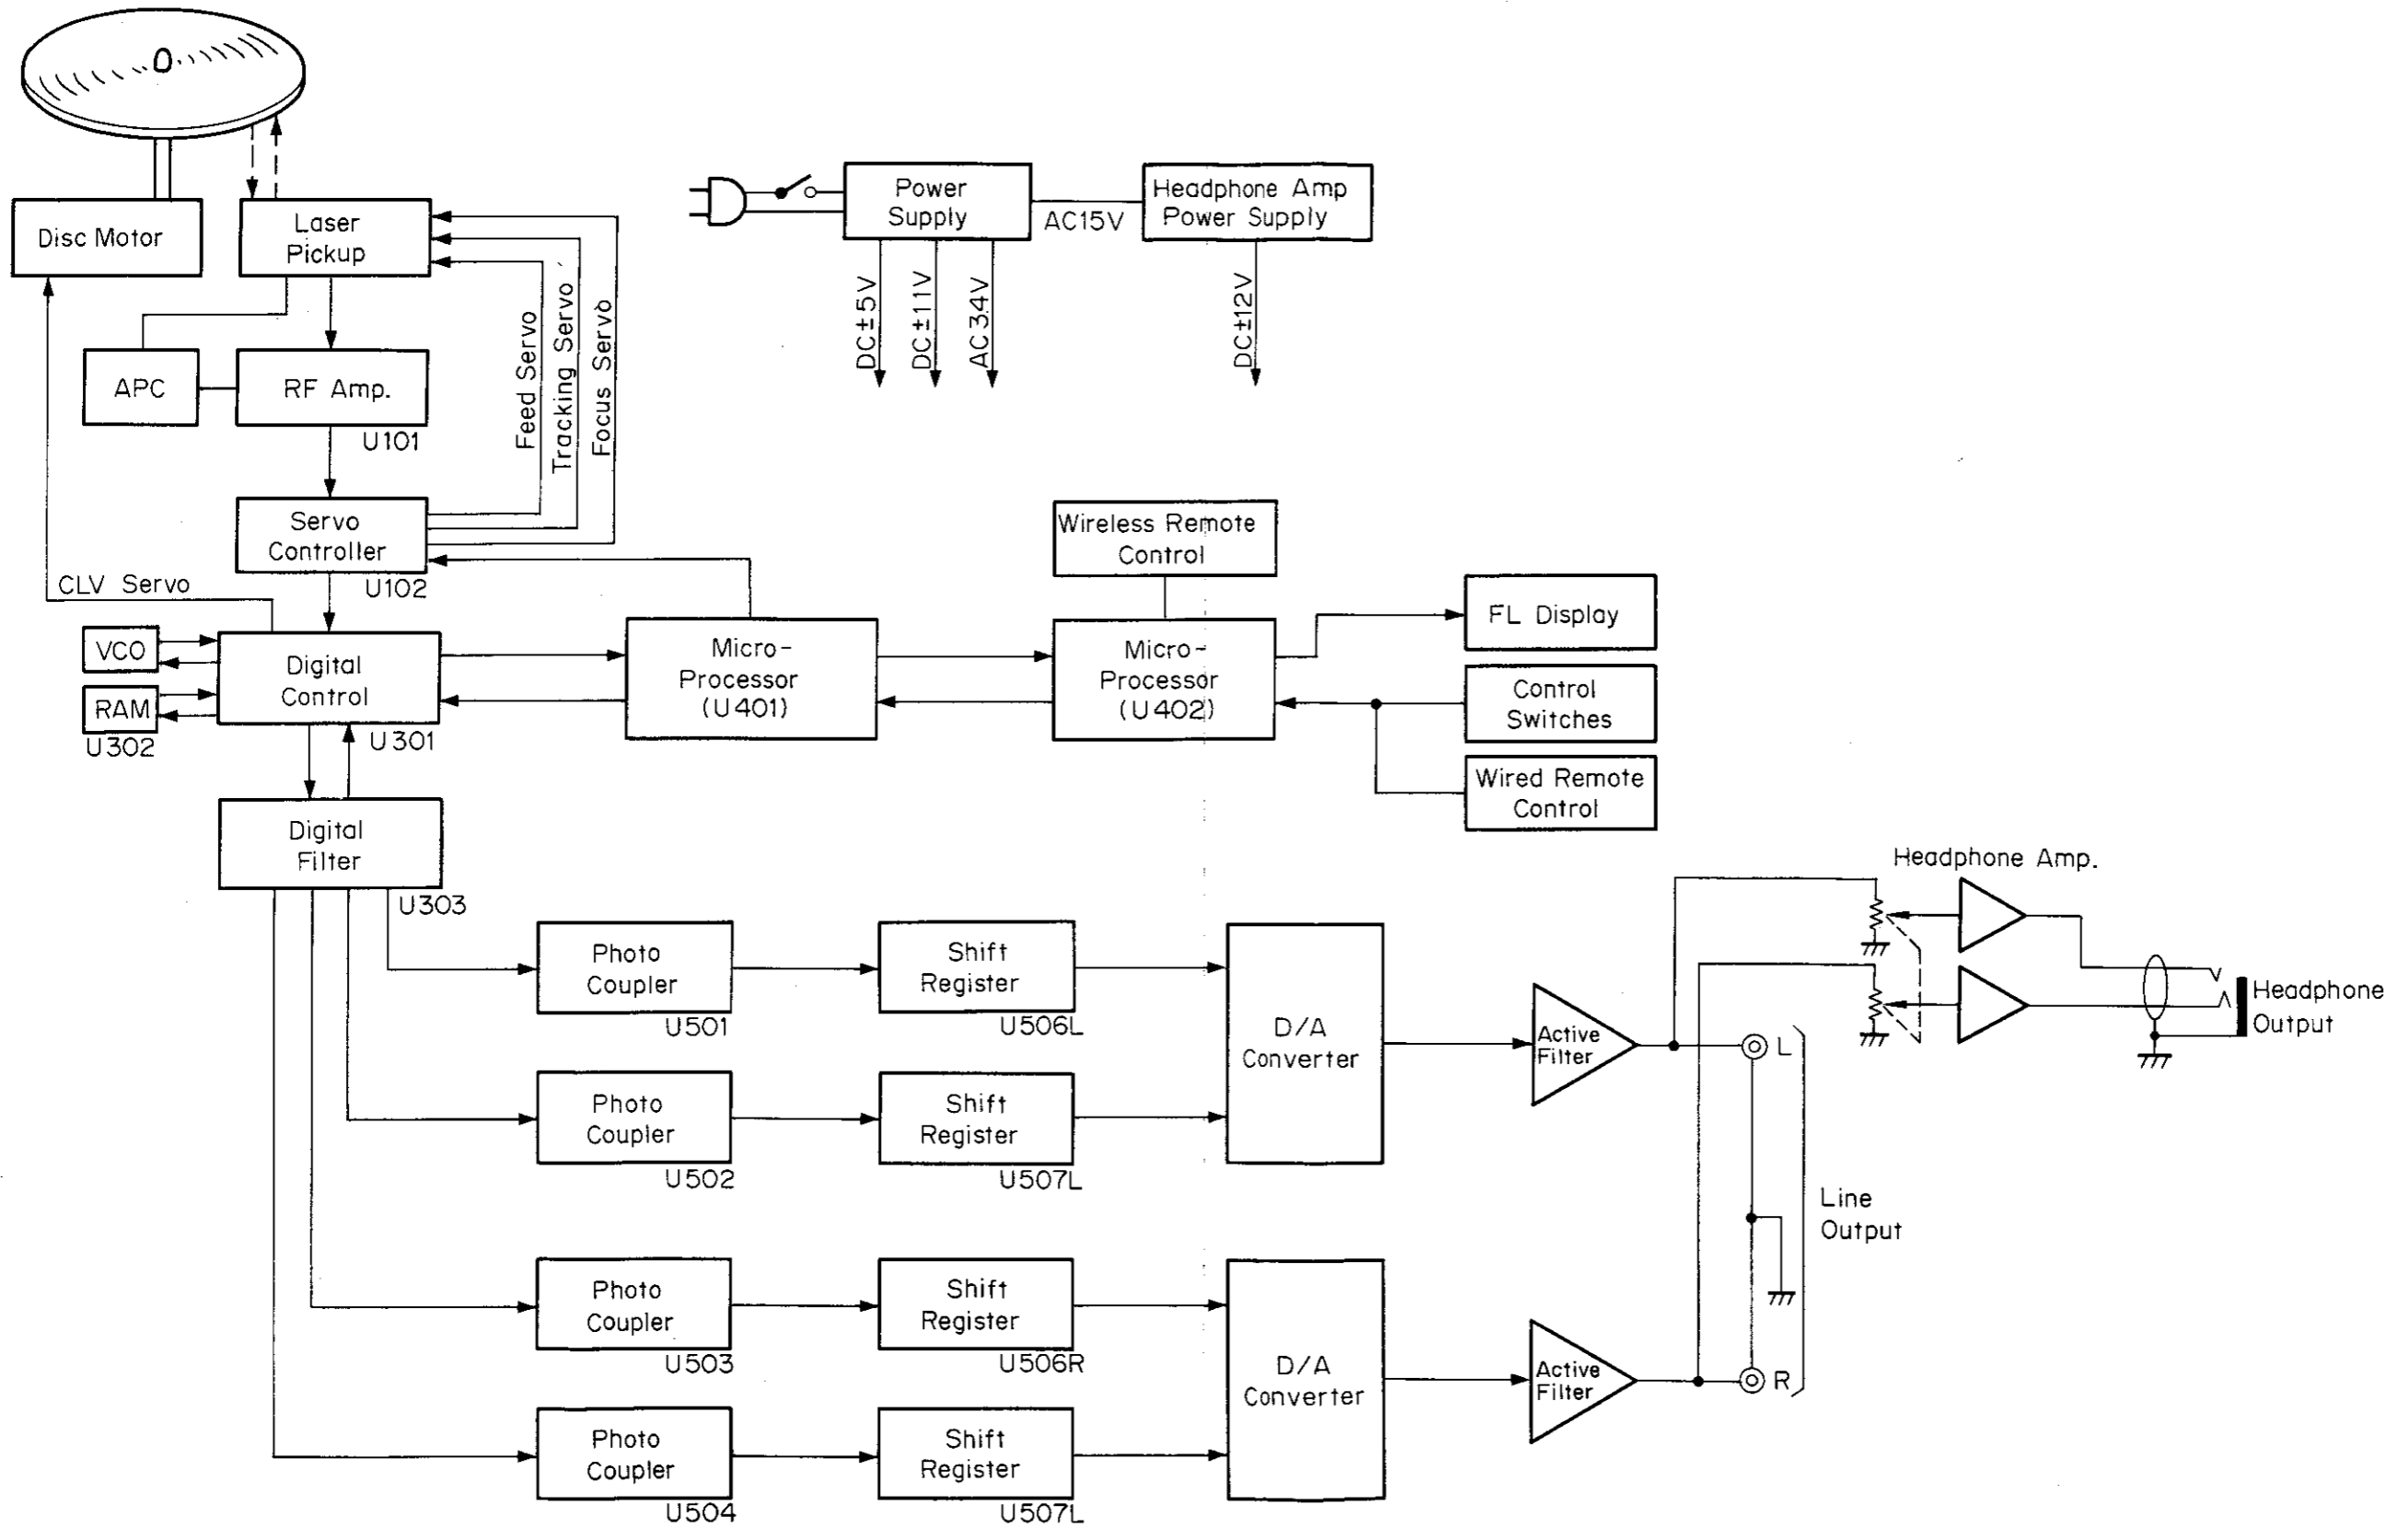 Disc Motor
Laser
Pickup
APC
RF Amp.
U101
Feed Servo
Tracking Servo
Focus Servo
Servo
Controller
U102
CLV Servo
VCO
RAM
U302
Digital
Control
U301
Digital
Filter
U303
Power
Supply
AC15V
Headphone Amp
Power Supply
DC±5V
DC±11V
AC34V
DC±12V
Wireless Remote
Control
Micro-
Processor
(U401)
Micro-
Processor
(U402)
FL Display
Control
Switches
Wired Remote
Control
Photo
Coupler
U501
Shift
Register
U506L
Photo
Coupler
U502
Shift
Register
U507L
D/A
Converter
Active
Filter
Photo
Coupler
U503
Shift
Register
U506R
Photo
Coupler
U504
Shift
Register
U507L
D/A
Converter
Active
Filter
L
R
Line
Output
Headphone Amp.
Headphone
Output